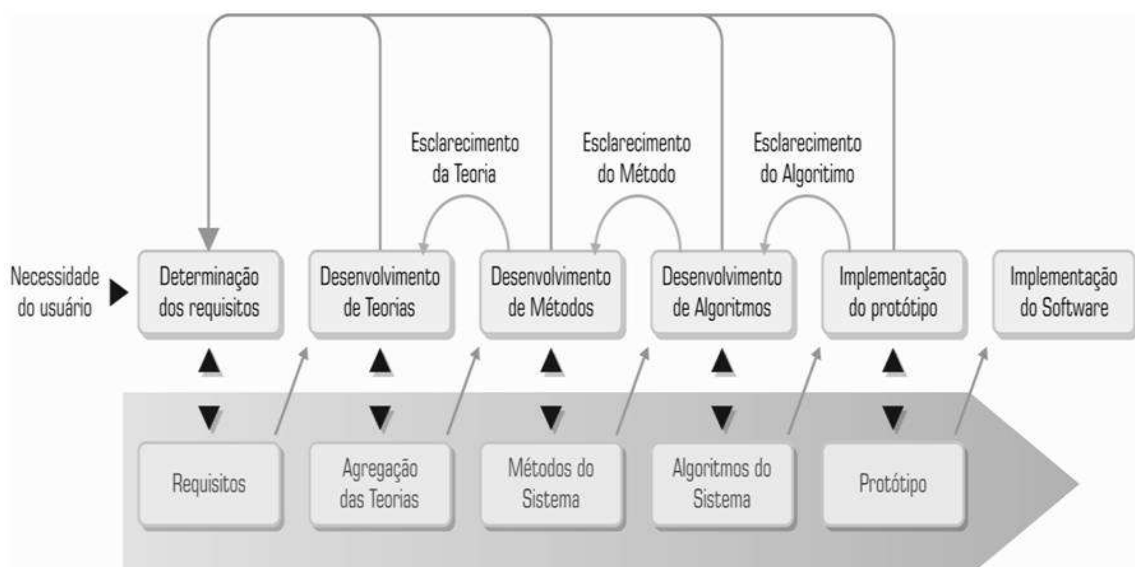 Esclarecimento
da Teoria
Esclarecimento
do Método
Esclarecimento
do Algoritimo
Necessidade
do usuário
Determinação
dos requisitos
Desenvolvimento
de Teorias
Desenvolvimento
de Métodos
Desenvolvimento
de Algoritmos
Implementação
do protótipo
Implementação
do Software
Requisitos
Agregação
das Teorias
Métodos do
Sistema
Algoritmos do
Sistema
Protótipo